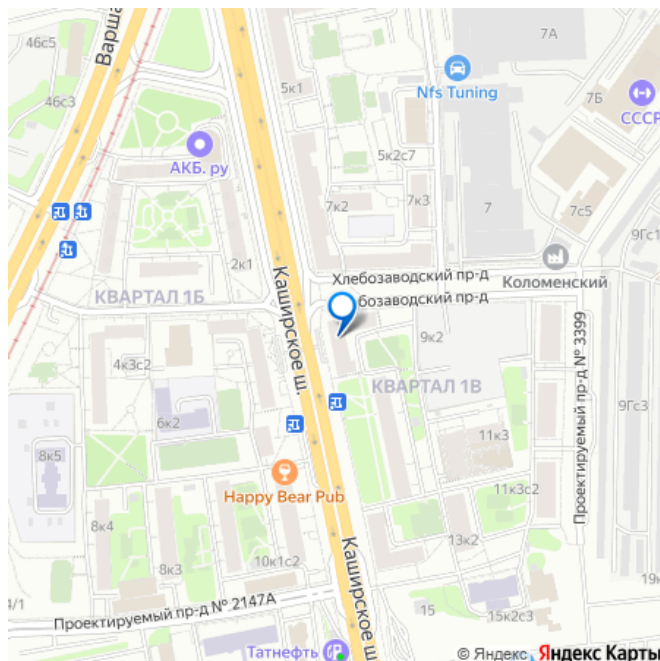 46с5
Варша
7А
5к1
Nfs Tuning
7Б
СССР
46с3
АКБ. ру
5к2с7
7к2
7к3
7
7с5
9Гс1
2к1
Хлебозаводский пр-д
Коломенский
КВАРТАЛ 1Б
Каширское ш.
бозаводский пр-д
9к2
Проектируемый пр-д № 3399
4к3с2
КВАРТАЛ 1В
9Гс3
6к2
11к3
8к5
Happy Bear Pub
11к3с2
8к4
8к3
10к1с2
Каширское ш.
13к2
19к
4/1
Проектируемый пр-д № 2147А
15
15к2с3
Татнефть
© Яндекс
Яндекс Карты